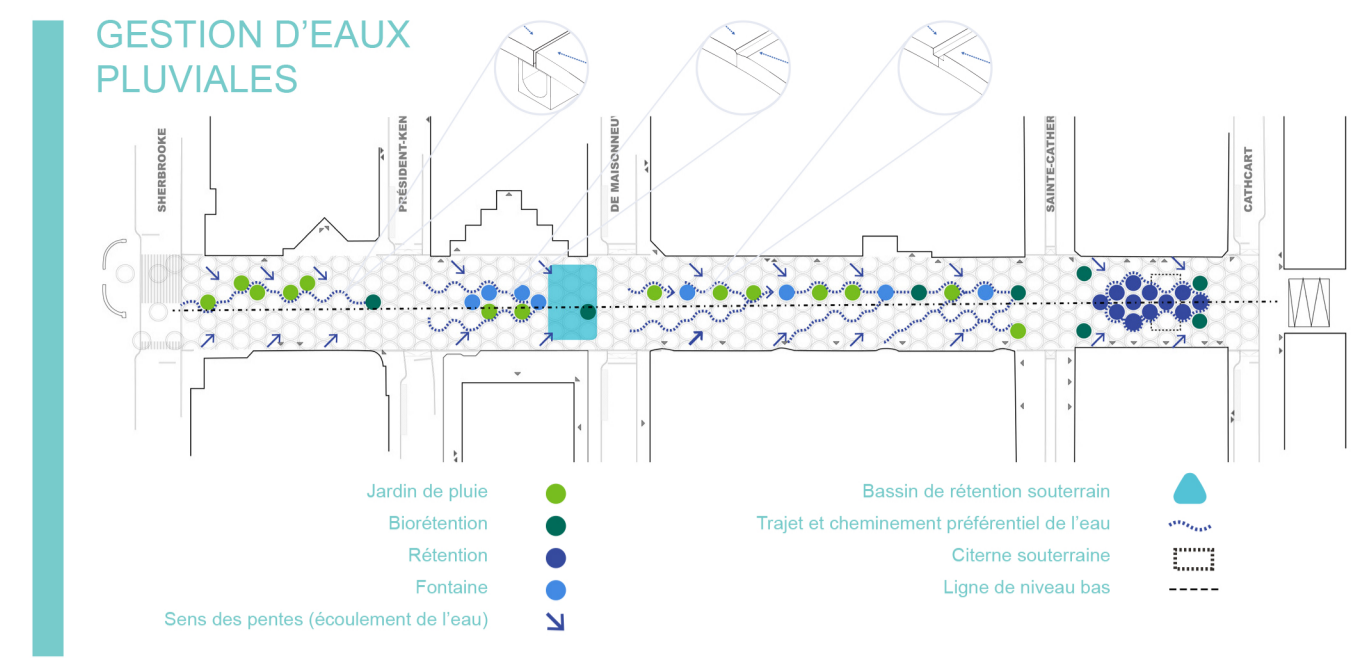 GESTION D'EAUX
PLUVIALES
SHERBROOKE
PRÉSIDENT-KEN
DE MAISONNEU
SAINTE-CATHER
CATHCART
Jardin de pluie
Biorétention
Rétention
Fontaine
Sens des pentes (écoulement de l'eau)
Bassin de rétention souterrain
Trajet et cheminement préférentiel de l'eau
Citerne souterraine
Ligne de niveau bas